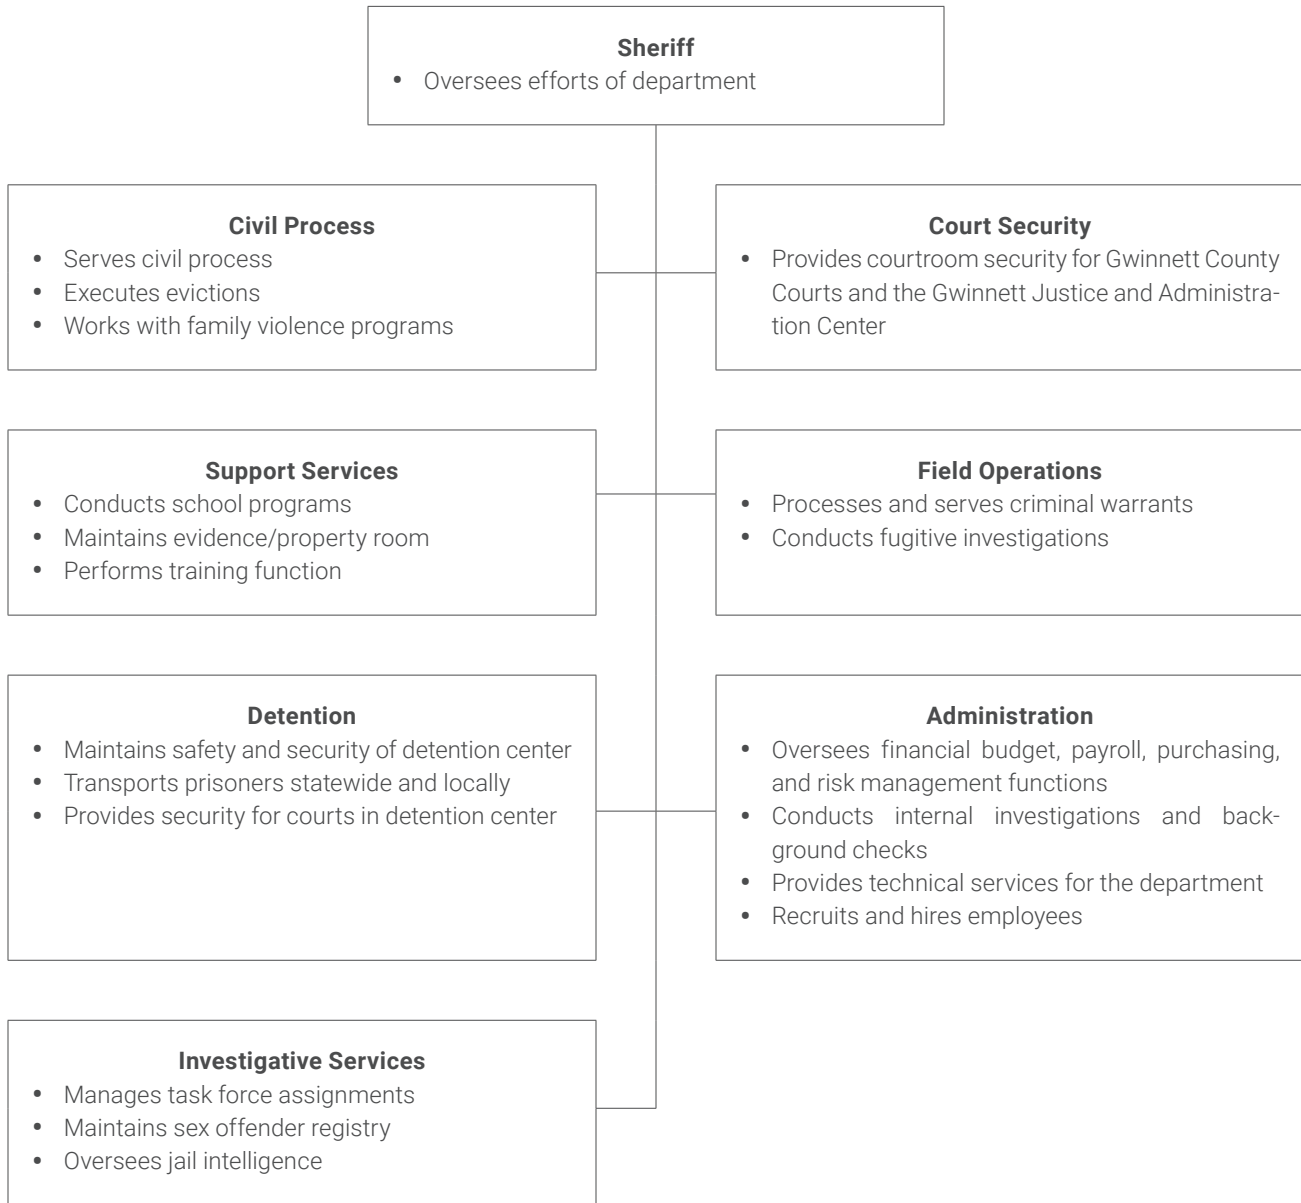 Sheriff
• Oversees efforts of department
Civil Process
• Serves civil process
• Executes evictions
• Works with family violence programs
Court Security
• Provides courtroom security for Gwinnett County
Courts and the Gwinnett Justice and Administra-
tion Center
Support Services
• Conducts school programs
• Maintains evidence/property room
• Performs training function
Field Operations
• Processes and serves criminal warrants
• Conducts fugitive investigations
Detention
• Maintains safety and security of detention center
• Transports prisoners statewide and locally
• Provides security for courts in detention center
Administration
• Oversees financial budget, payroll, purchasing,
and risk management functions
• Conducts internal investigations and back-
ground checks
• Provides technical services for the department
• Recruits and hires employees
Investigative Services
• Manages task force assignments
• Maintains sex offender registry
• Oversees jail intelligence